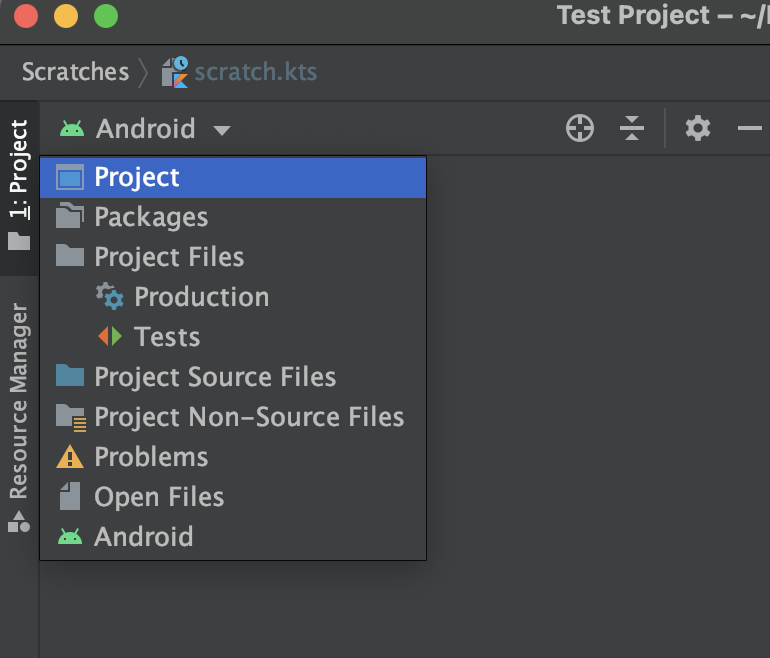 Test Project – ~/
Scratches
scratch.kts
1: Project
Android
Project
Packages
Project Files
Production
Tests
Project Source Files
Project Non-Source Files
Problems
Open Files
Android
Resource Manager